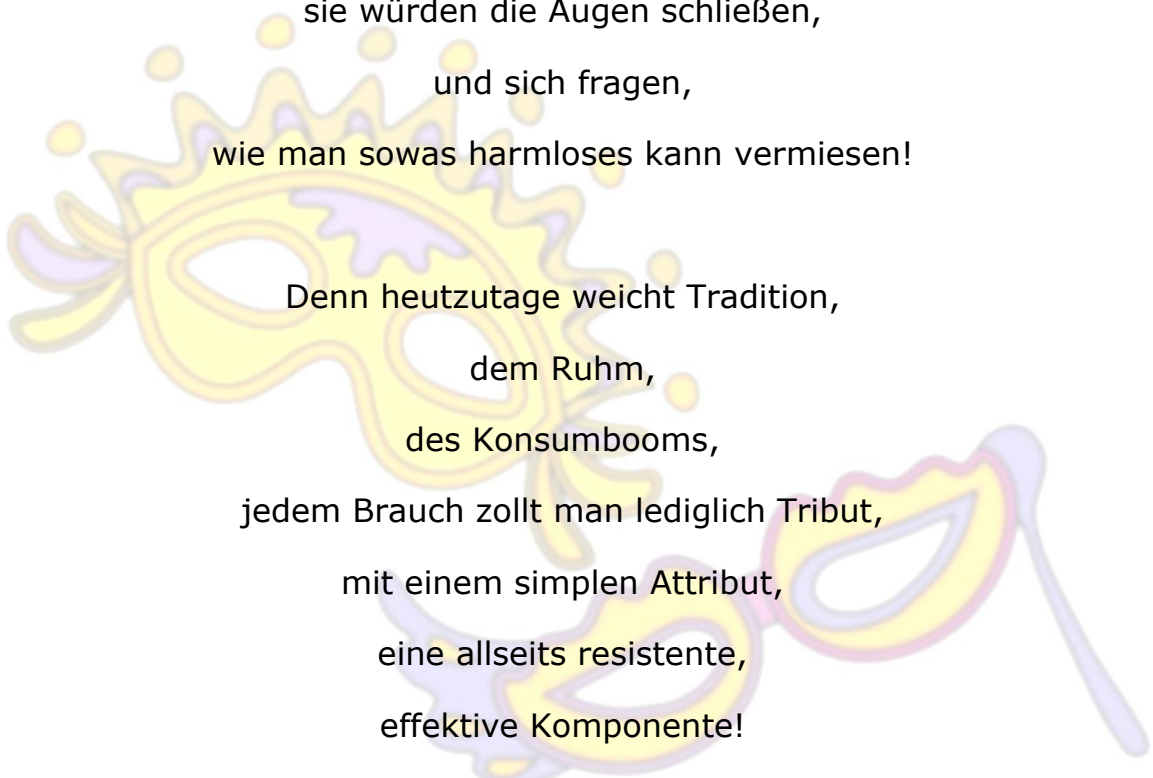 sie würden die Augen schließen,
und sich fragen,
wie man sowas harmloses kann vermiesen!
Denn heutzutage weicht Tradition,
dem Ruhm,
des Konsumbooms,
jedem Brauch zollt man lediglich Tribut,
mit einem simplen Attribut,
eine allseits resistente,
effektive Komponente!